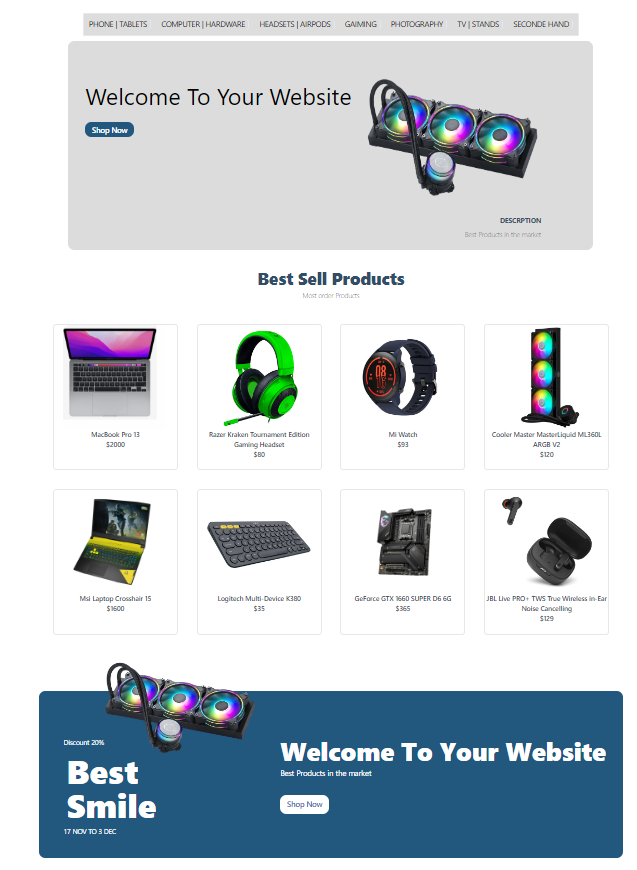 PHONE | TABLETS COMPUTER | HARDWARE HEADSETS | AIRPODS GAIMING PHOTOGRAPHY TV | STANDS SECONDE HAND
Welcome To Your Website
Shop Now
DESCRPTION
Best Products in the market
Best Sell Products
Most order Products
MacBook Pro 13
$2000
Razer Kraken Tournament Edition
Gaming Headset
$80
Mi Watch
$93
Cooler Master MasterLiquid ML360L
ARGB V2
$120
Msi Laptop Crosshair 15
$1600
Logitech Multi-Device K380
$35
GeForce GTX 1660 SUPER D6 6G
$365
JBL Live PRO+ TWS True Wireless in-Ear
Noise Cancelling
$129
Discount 20%
Best
Smile
17 NOV TO 3 DEC
Welcome To Your Website
Best Products in the market
Shop Now